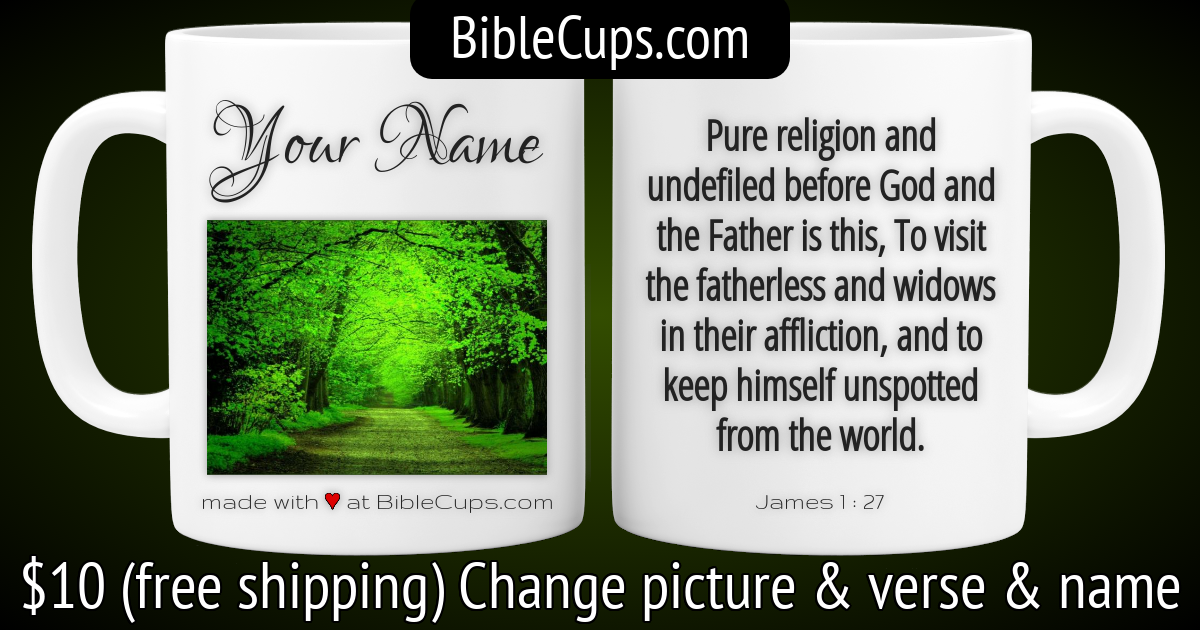 BibleCups.com
Your Name
made with ♥ at BibleCups.com
Pure religion and
undefiled before God and
the Father is this, To visit
the fatherless and widows
in their affliction, and to
keep himself unspotted
from the world.
James 1 : 27
$10 (free shipping) Change picture & verse & name